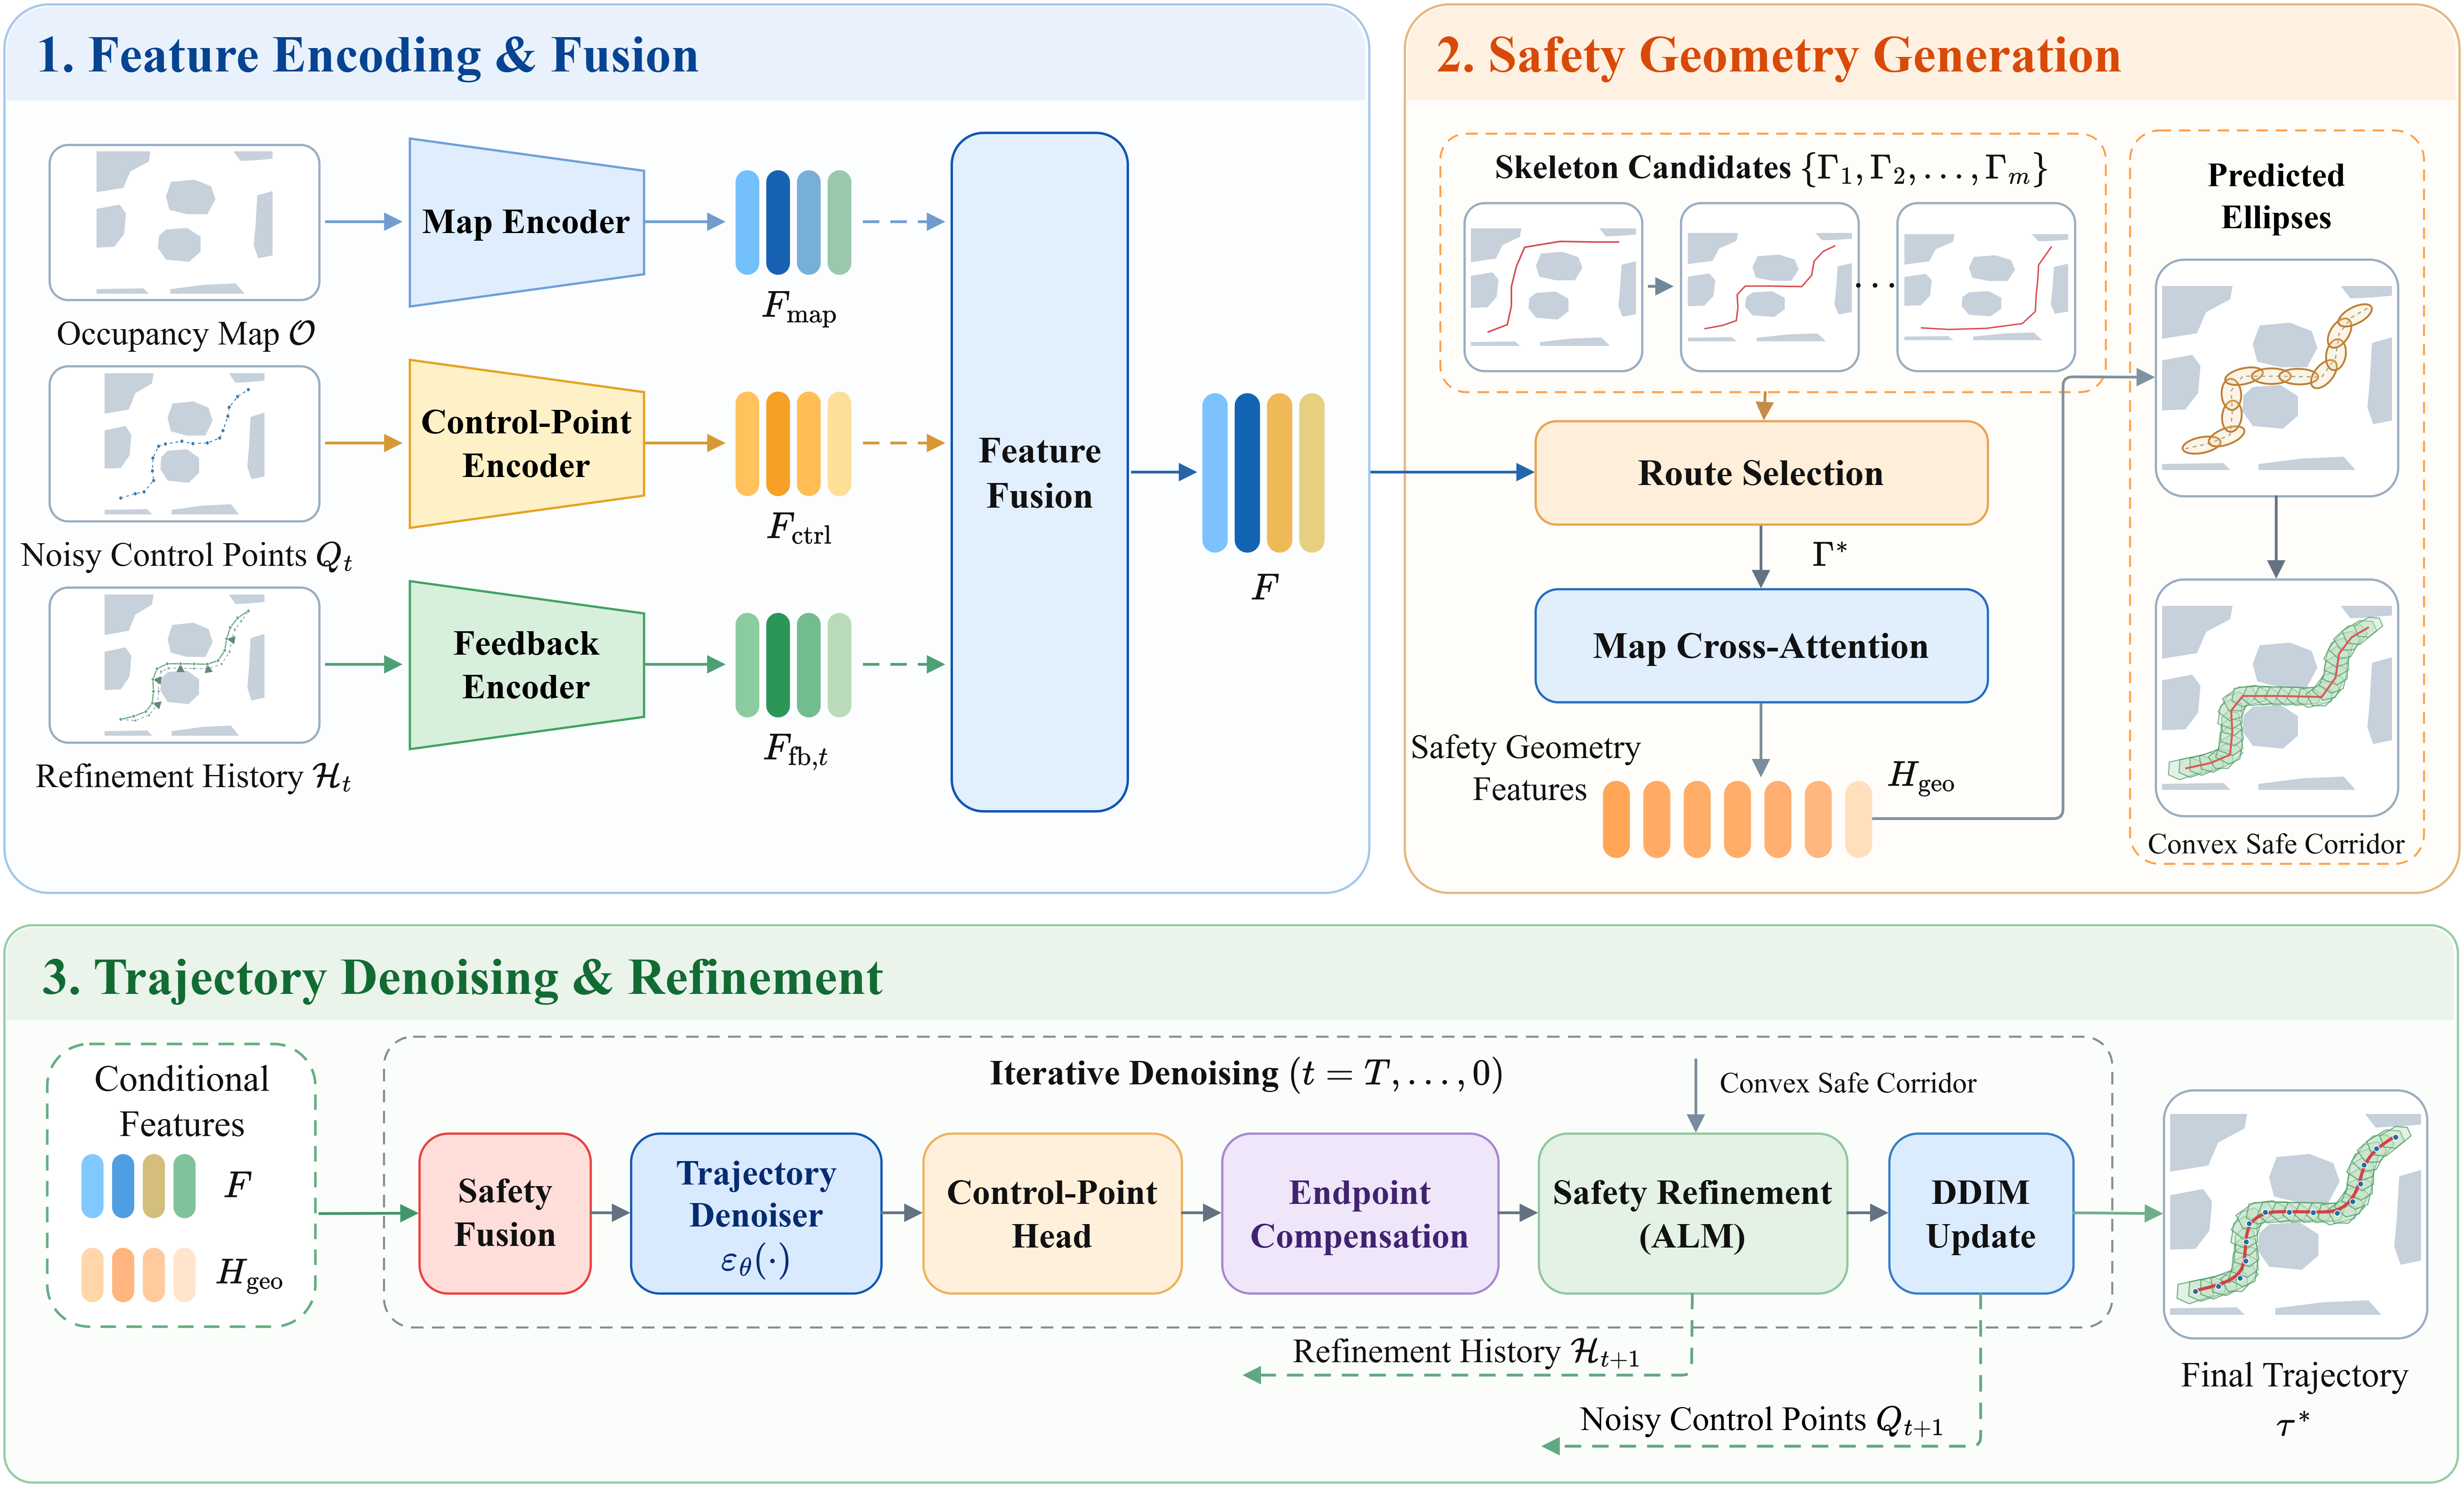 1. Feature Encoding & Fusion
Occupancy Map 𝒪
Map Encoder
F_map
Noisy Control Points Q_t
Control-Point
Encoder
F_ctrl
Refinement History ℋ_t
Feedback
Encoder
F_fb,t
Feature
Fusion
F
2. Safety Geometry Generation
Skeleton Candidates {Γ_1, Γ_2, ..., Γ_m}
...
Route Selection
Γ*
Map Cross-Attention
Safety Geometry
Features
H_geo
Predicted
Ellipses
Convex Safe Corridor
3. Trajectory Denoising & Refinement
Conditional
Features
F
H_geo
Iterative Denoising (t = T, ..., 0)
Convex Safe Corridor
Safety
Fusion
Trajectory
Denoiser
ε_θ(·)
Control-Point
Head
Endpoint
Compensation
Safety Refinement
(ALM)
DDIM
Update
Refinement History ℋ_t+1
Noisy Control Points Q_t+1
Final Trajectory
τ*